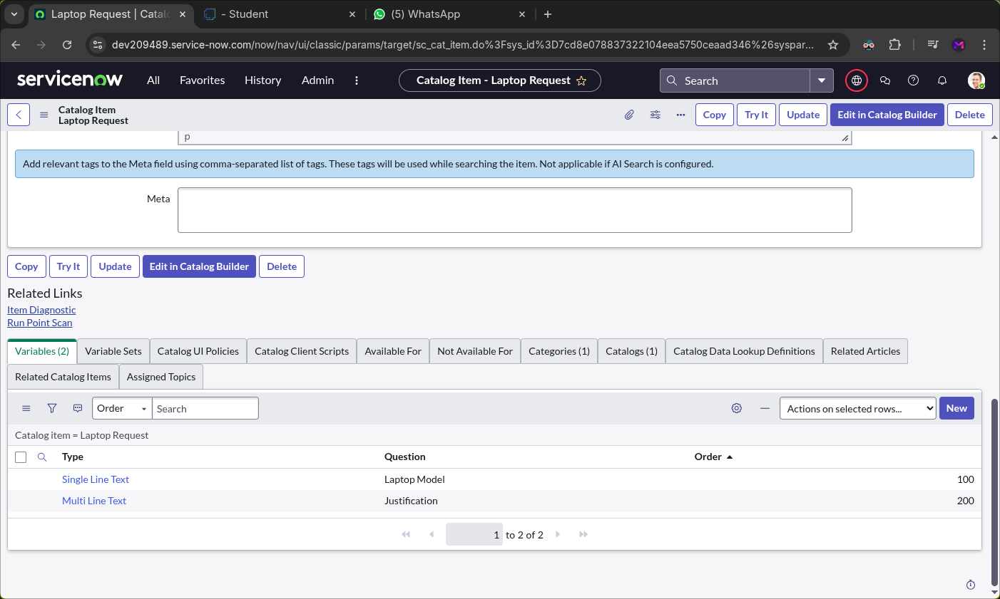 Laptop Request | Catalo
- Student
(5) WhatsApp
dev209489.service-now.com/now/nav/ui/classic/params/target/sc_cat_item.do%3Fsys_id%3D7cd8e078837322104eea5750ceaad346%26syspar...
servicenow
All
Favorites
History
Admin
Catalog Item - Laptop Request
Search
Catalog Item
Laptop Request
Copy
Try It
Update
Edit in Catalog Builder
Delete
p
Add relevant tags to the Meta field using comma-separated list of tags. These tags will be used while searching the item. Not applicable if AI Search is configured.
Meta
Copy
Try It
Update
Edit in Catalog Builder
Delete
Related Links
Item Diagnostic
Run Point Scan
Variables (2)
Variable Sets
Catalog UI Policies
Catalog Client Scripts
Available For
Not Available For
Categories (1)
Catalogs (1)
Catalog Data Lookup Definitions
Related Articles
Related Catalog Items
Assigned Topics
Order
Search
Actions on selected rows...
New
Catalog item = Laptop Request
Type
Question
Order
Single Line Text
Laptop Model
100
Multi Line Text
Justification
200
1 to 2 of 2